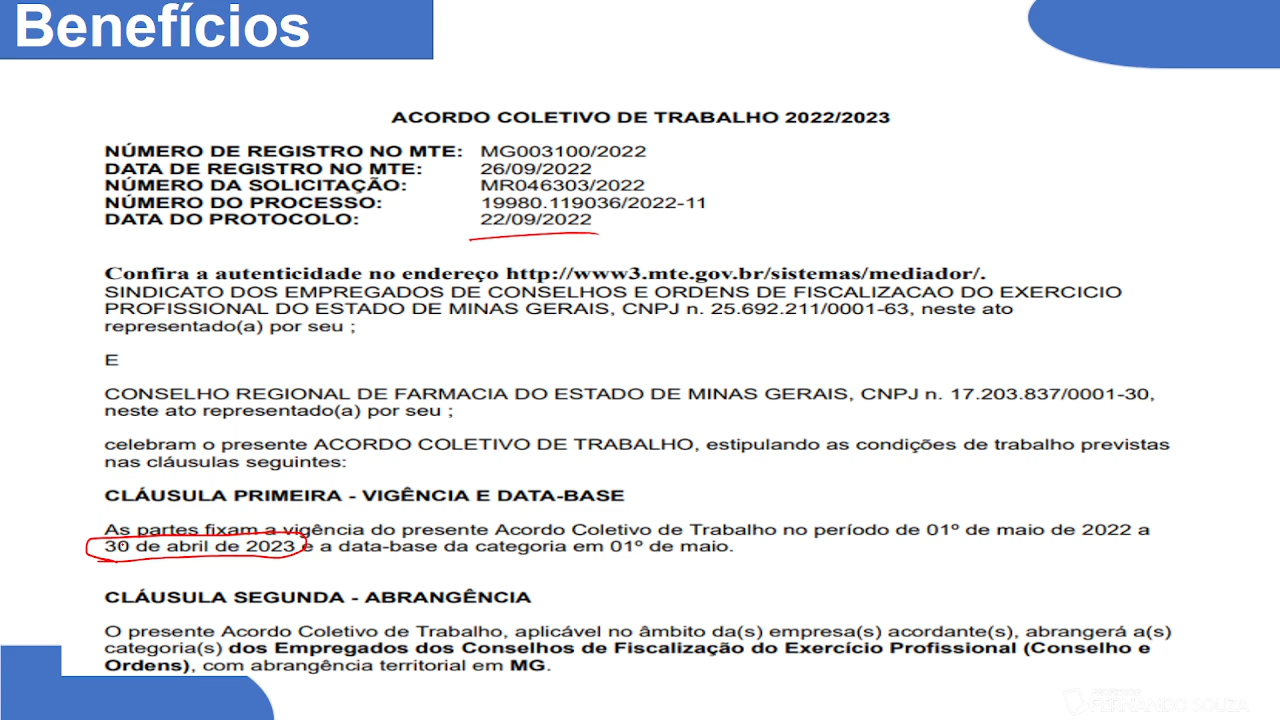 Benefícios
ACORDO COLETIVO DE TRABALHO 2022/2023
NÚMERO DE REGISTRO NO MTE: MG003100/2022
DATA DE REGISTRO NO MTE: 26/09/2022
NÚMERO DA SOLICITAÇÃO: MR046303/2022
NÚMERO DO PROCESSO: 19980.119036/2022-11
DATA DO PROTOCOLO: 22/09/2022
Confira a autenticidade no endereço http://www3.mte.gov.br/sistemas/mediador/.
SINDICATO DOS EMPREGADOS DE CONSELHOS E ORDENS DE FISCALIZACAO DO EXERCICIO
PROFISSIONAL DO ESTADO DE MINAS GERAIS, CNPJ n. 25.692.211/0001-63, neste ato
representado(a) por seu ;
E
CONSELHO REGIONAL DE FARMACIA DO ESTADO DE MINAS GERAIS, CNPJ n. 17.203.837/0001-30,
neste ato representado(a) por seu ;
celebram o presente ACORDO COLETIVO DE TRABALHO, estipulando as condições de trabalho previstas
nas cláusulas seguintes:
CLÁUSULA PRIMEIRA - VIGÊNCIA E DATA-BASE
As partes fixam a vigência do presente Acordo Coletivo de Trabalho no período de 01º de maio de 2022 a
30 de abril de 2023 e a data-base da categoria em 01º de maio.
CLÁUSULA SEGUNDA - ABRANGÊNCIA
O presente Acordo Coletivo de Trabalho, aplicável no âmbito da(s) empresa(s) acordante(s), abrangerá a(s)
categoria(s) dos Empregados dos Conselhos de Fiscalização do Exercício Profissional (Conselho e
Ordens), com abrangência territorial em MG.
PROFESSOR
FERNANDO SOUZA